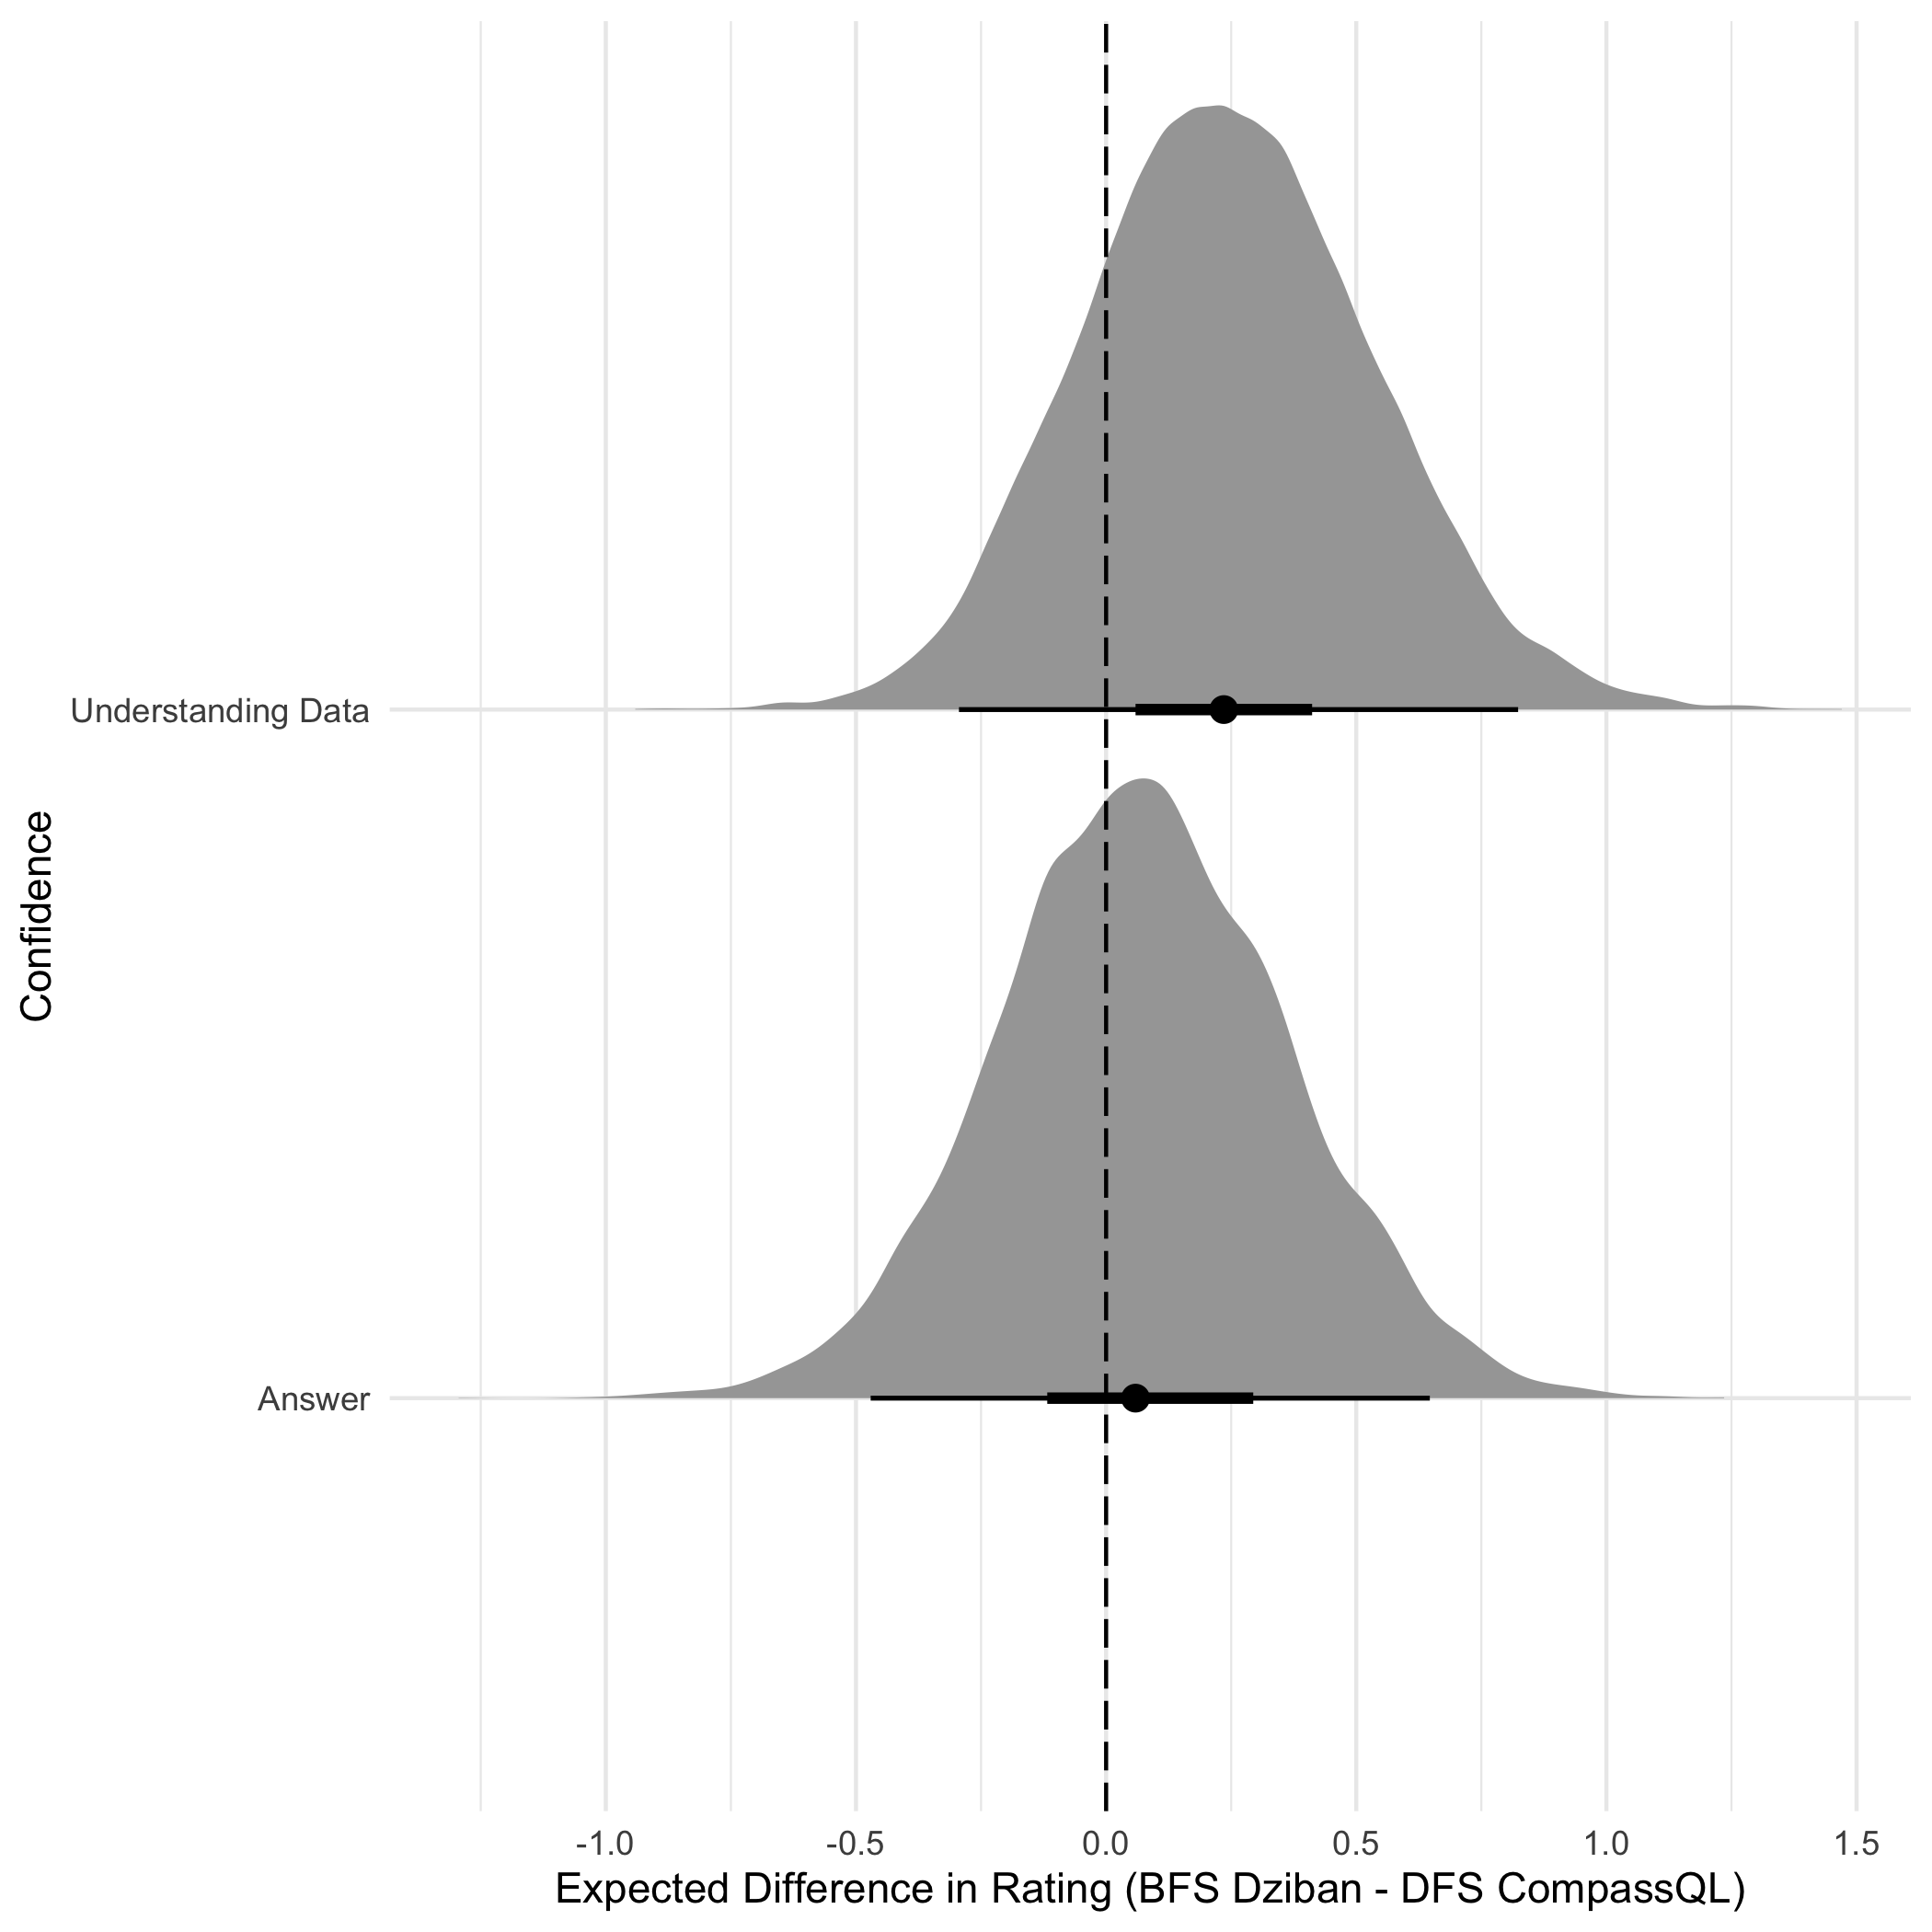 Confidence
Understanding Data
Answer
-1.0 -0.5 0.0 0.5 1.0 1.5
Expected Difference in Rating (BFS Dziban - DFS CompassQL)